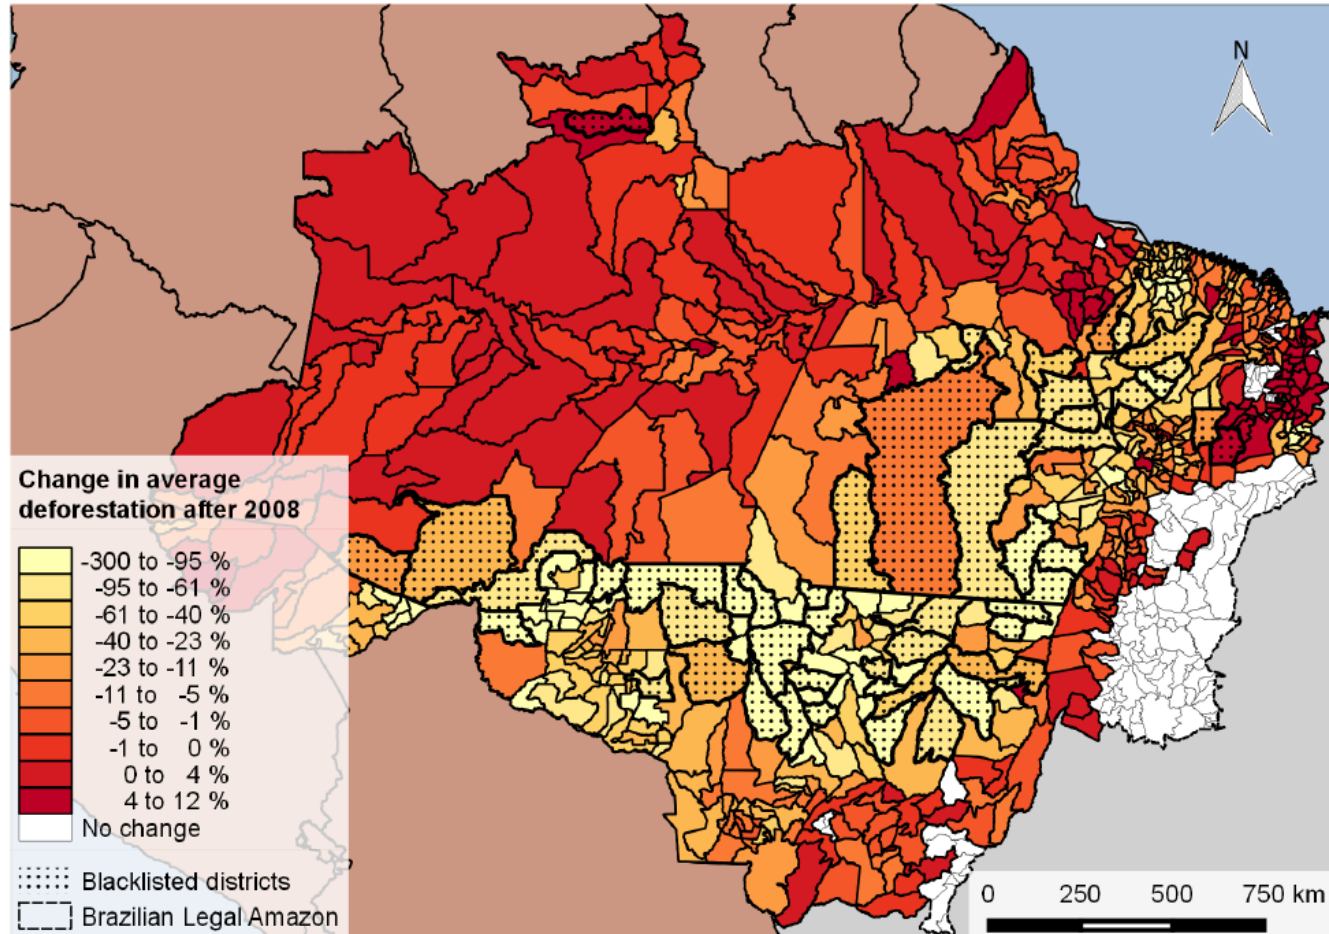 N
Change in average
deforestation after 2008
-300 to -95 %
-95 to -61 %
-61 to -40 %
-40 to -23 %
-23 to -11 %
-11 to -5 %
-5 to -1 %
-1 to 0 %
0 to 4 %
4 to 12 %
No change
Blacklisted districts
Brazilian Legal Amazon
0 250 500 750 km